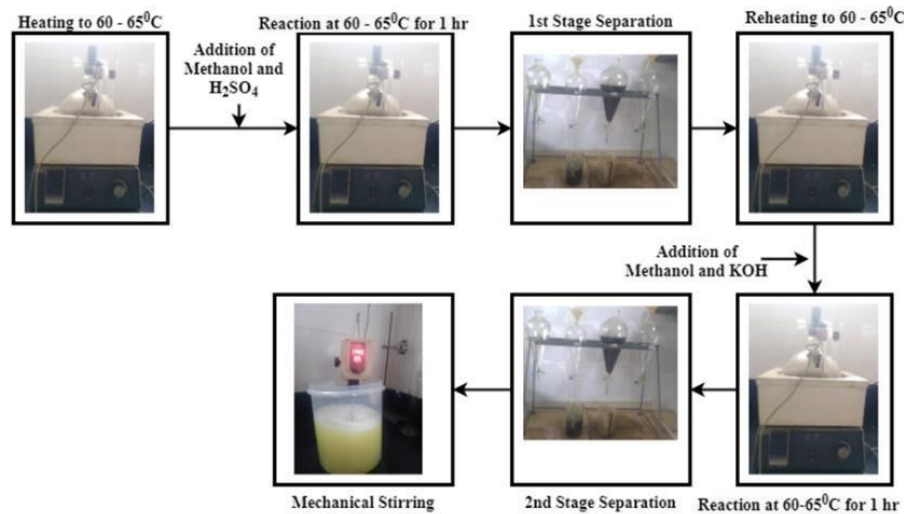 Heating to 60 - 65⁰C
Reaction at 60 - 65⁰C for 1 hr
1st Stage Separation
Reheating to 60 - 65⁰C
Addition of
Methanol and
H₂SO₄
Addition of
Methanol and KOH
Mechanical Stirring
2nd Stage Separation
Reaction at 60-65⁰C for 1 hr